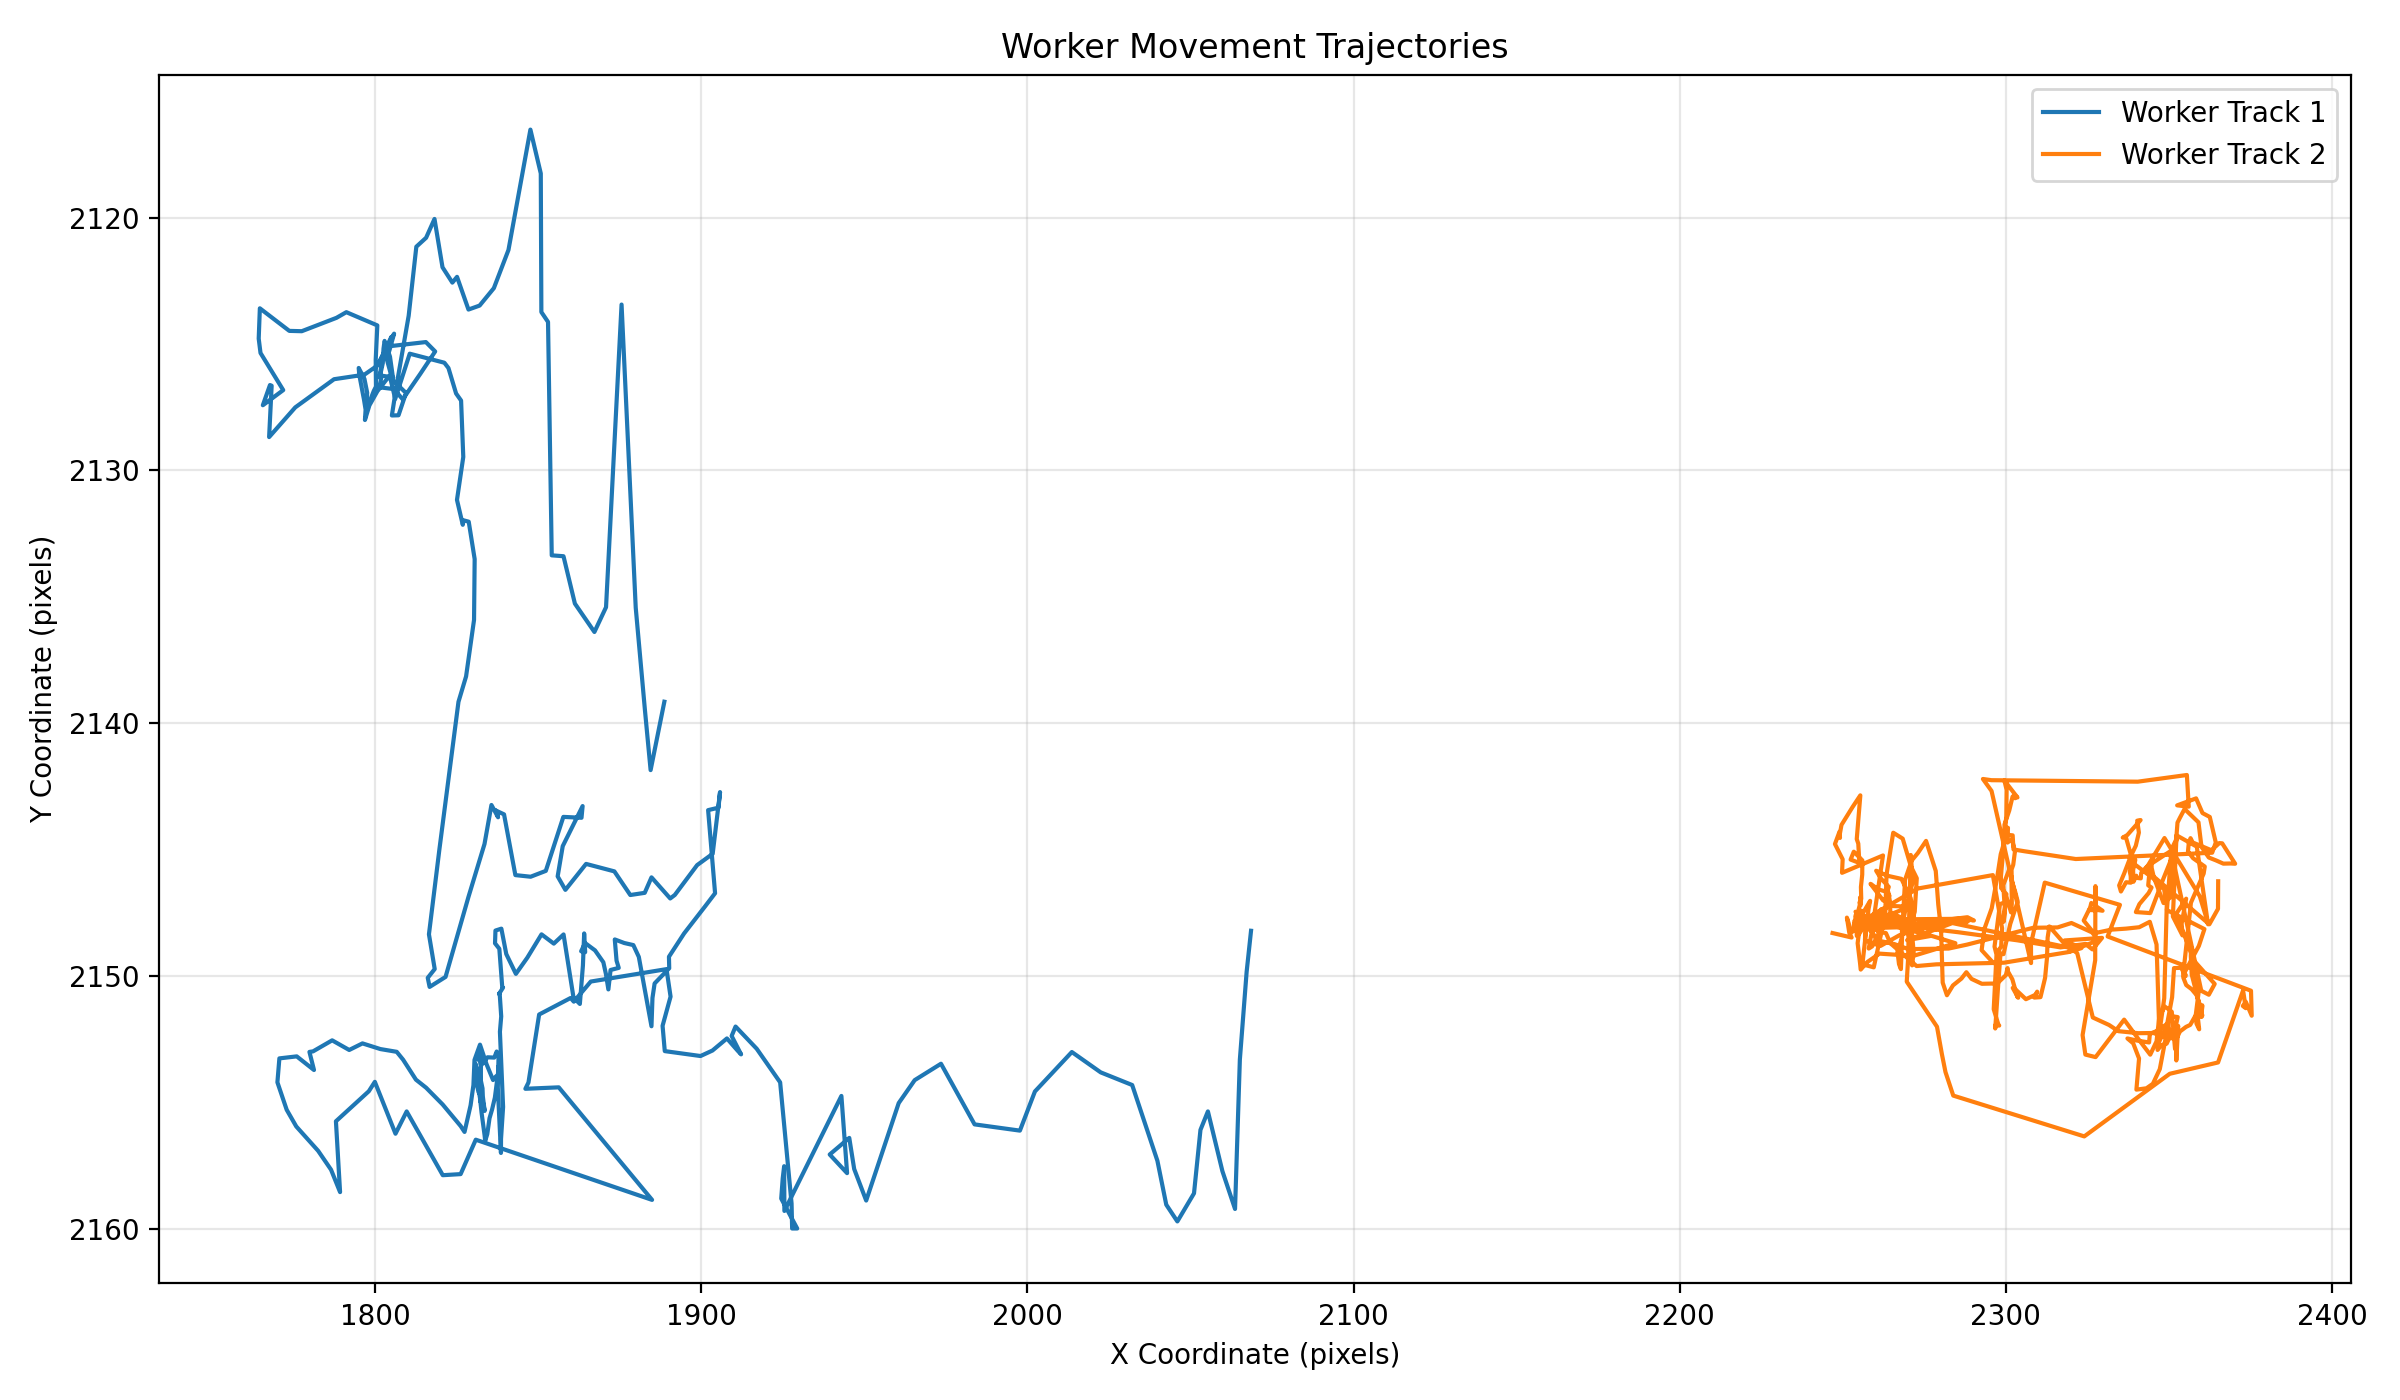 Worker Movement Trajectories
Worker Track 1
Worker Track 2
Y Coordinate (pixels)
2120
2130
2140
2150
2160
1800 1900 2000 2100 2200 2300 2400
X Coordinate (pixels)